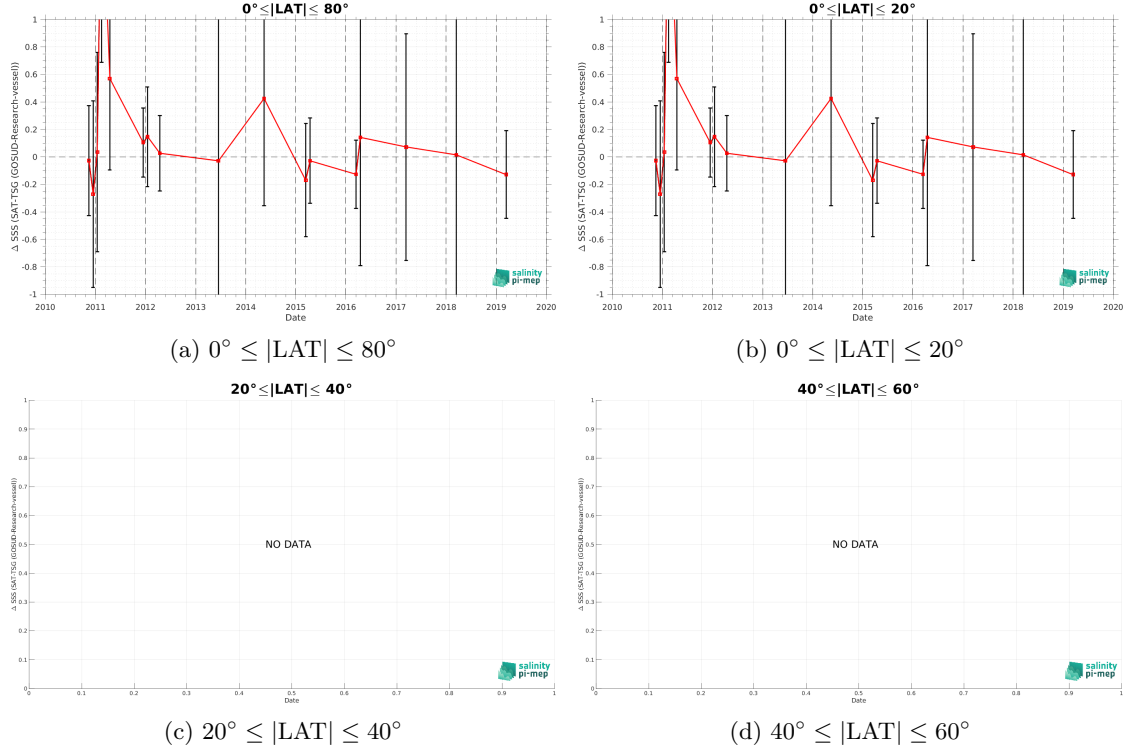 0°≤|LAT|≤ 80°
Δ SSS (SAT-TSG (GOSUD-Research-vessel))
1
0.8
0.6
0.4
0.2
0
-0.2
-0.4
-0.6
-0.8
-1
2010 2011 2012 2013 2014 2015 2016 2017 2018 2019 2020
Date
salinity
pi-mep
(a) 0° ≤ |LAT| ≤ 80°
0°≤|LAT|≤ 20°
Δ SSS (SAT-TSG (GOSUD-Research-vessel))
1
0.8
0.6
0.4
0.2
0
-0.2
-0.4
-0.6
-0.8
-1
2010 2011 2012 2013 2014 2015 2016 2017 2018 2019 2020
Date
salinity
pi-mep
(b) 0° ≤ |LAT| ≤ 20°
20°≤|LAT|≤ 40°
Δ SSS (SAT-TSG (GOSUD-Research-vessel))
1
0.9
0.8
0.7
0.6
0.5
0.4
0.3
0.2
0.1
0
NO DATA
0 0.1 0.2 0.3 0.4 0.5 0.6 0.7 0.8 0.9 1
Date
salinity
pi-mep
(c) 20° ≤ |LAT| ≤ 40°
40°≤|LAT|≤ 60°
Δ SSS (SAT-TSG (GOSUD-Research-vessel))
1
0.9
0.8
0.7
0.6
0.5
0.4
0.3
0.2
0.1
0
NO DATA
0 0.1 0.2 0.3 0.4 0.5 0.6 0.7 0.8 0.9 1
Date
salinity
pi-mep
(d) 40° ≤ |LAT| ≤ 60°